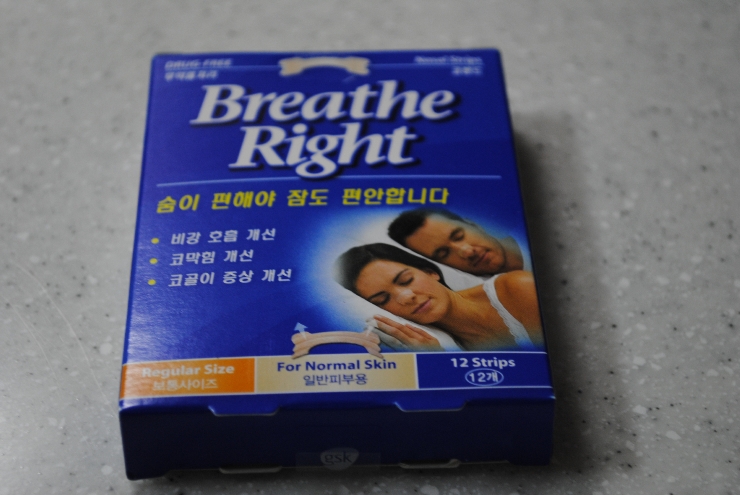 DRUG-FREE
Nasal Strips
Breathe
Right
숨이 편해야 잠도 편안합니다
• 비강 호흡 개선
• 코막힘 개선
• 코골이 증상 개선
Regular Size
보통사이즈
For Normal Skin
일반피부용
12 Strips
12개
gsk